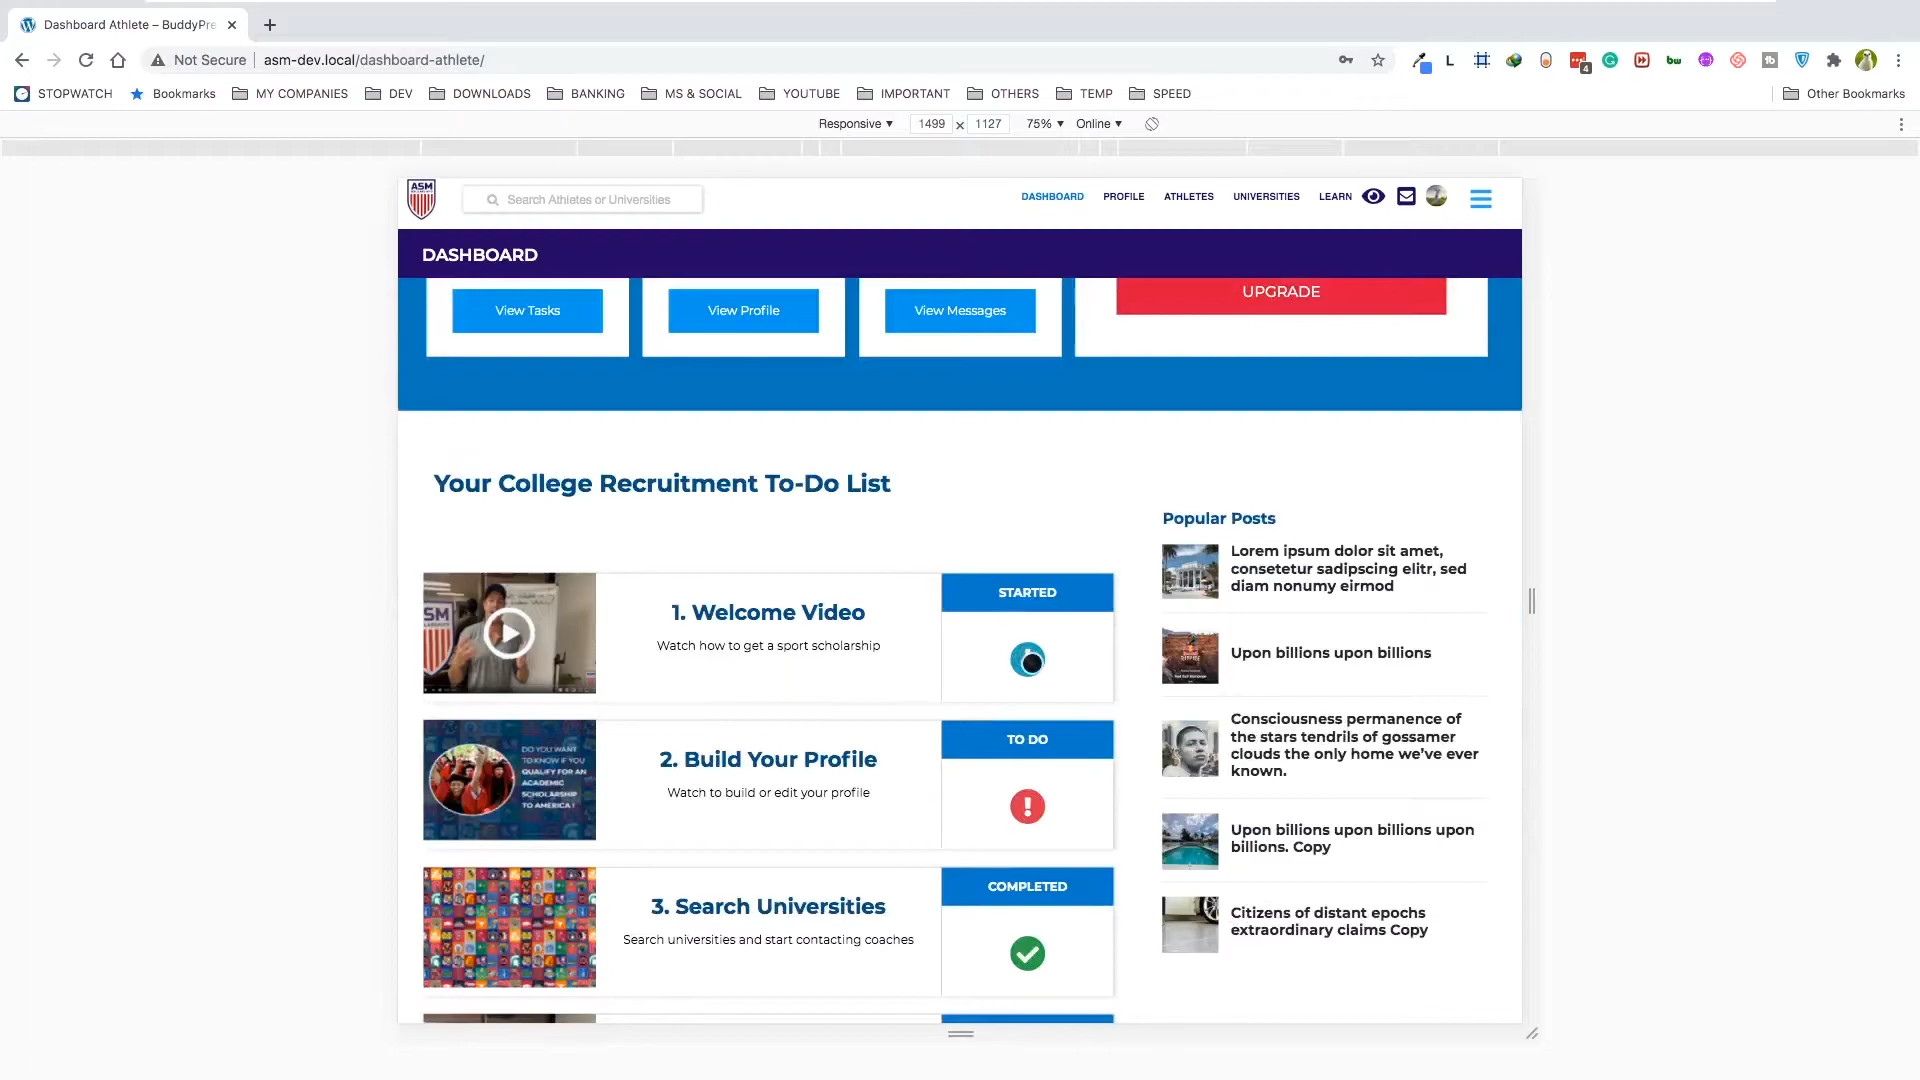 Dashboard Athlete – BuddyPre
Not Secure
asm-dev.local/dashboard-athlete/
L
4
bw
STOPWATCH
Bookmarks
MY COMPANIES
DEV
DOWNLOADS
BANKING
MS & SOCIAL
YOUTUBE
IMPORTANT
OTHERS
TEMP
SPEED
Other Bookmarks
Responsive
1499
x
1127
75%
Online
ASM
Search Athletes or Universities
DASHBOARD
PROFILE
ATHLETES
UNIVERSITIES
LEARN
DASHBOARD
View Tasks
View Profile
View Messages
UPGRADE
Your College Recruitment To-Do List
Popular Posts
Lorem ipsum dolor sit amet,
consetetur sadipscing elitr, sed
diam nonumy eirmod
Upon billions upon billions
Consciousness permanence of
the stars tendrils of gossamer
clouds the only home we've ever
known.
Upon billions upon billions upon
billions. Copy
Citizens of distant epochs
extraordinary claims Copy
1. Welcome Video
Watch how to get a sport scholarship
STARTED
DO YOU WANT
TO KNOW IF YOU
QUALIFY FOR AN
ACADEMIC
SCHOLARSHIP
TO AMERICA!
2. Build Your Profile
Watch to build or edit your profile
TO DO
3. Search Universities
Search universities and start contacting coaches
COMPLETED